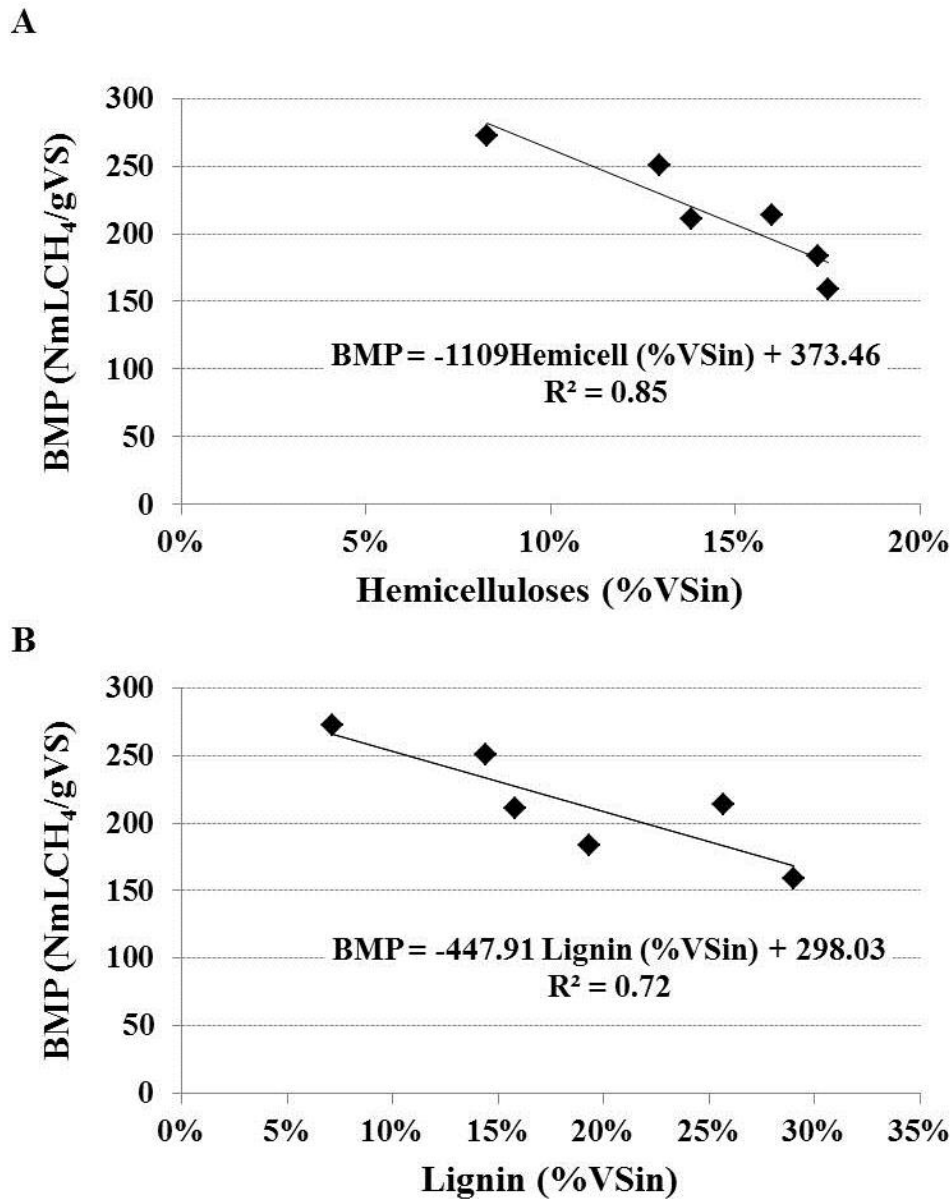 A
300
250
200
150
100
50
0
BMP (NmLCH₄/gVS)
BMP = -1109Hemicell (%VSin) + 373.46
R² = 0.85
0% 5% 10% 15% 20%
Hemicelluloses (%VSin)
B
300
250
200
150
100
50
0
BMP (NmLCH₄/gVS)
BMP = -447.91 Lignin (%VSin) + 298.03
R² = 0.72
0% 5% 10% 15% 20% 25% 30% 35%
Lignin (%VSin)